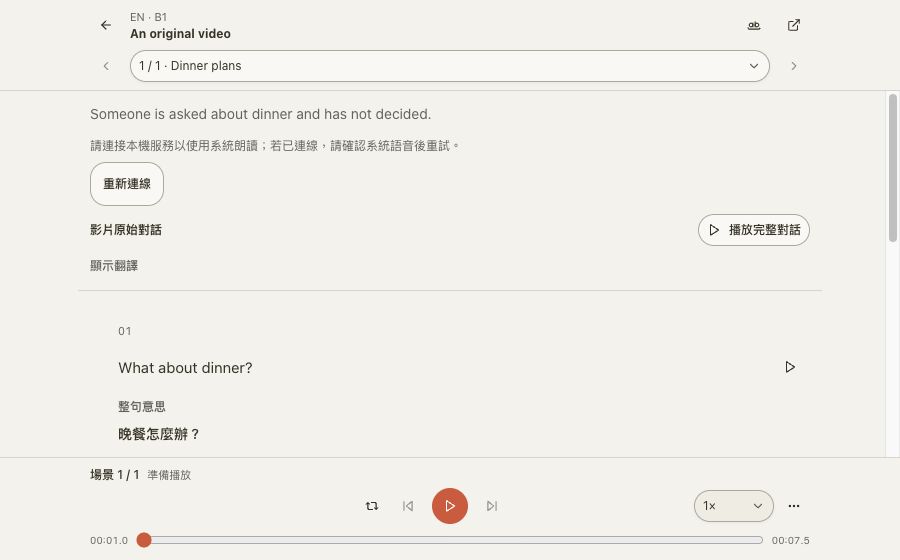 EN · B1
An original video
ab
1 / 1 · Dinner plans
Someone is asked about dinner and has not decided.
請連接本機服務以使用系統朗讀；若已連線，請確認系統語音後重試。
重新連線
影片原始對話
播放完整對話
顯示翻譯
01
What about dinner?
整句意思
晚餐怎麼辦？
場景 1 / 1 準備播放
1×
00:01.0
00:07.5